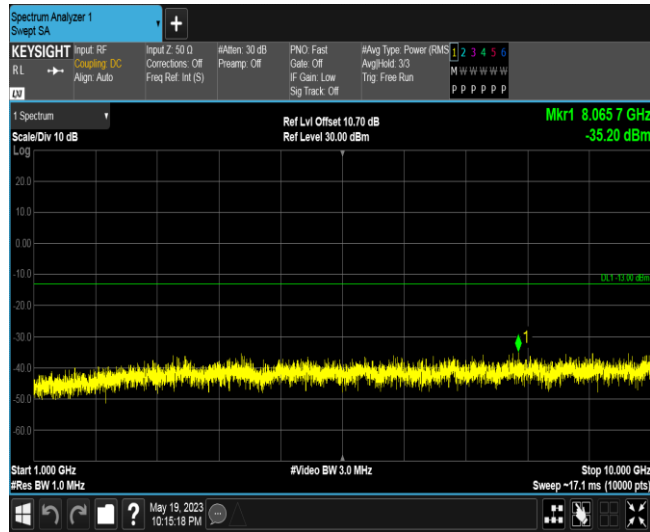 Spectrum Analyzer 1
Swept SA
+
KEYSIGHT Input: RF Input Z: 50 Ω #Atten: 30 dB PNO: Fast #Avg Type: Power (RMS 1 2 3 4 5 6
RL Coupling: DC Corrections: Off Preamp: Off Gate: Off Avg|Hold: 3/3 M W W W W W
Align: Auto Freq Ref: Int (S) IF Gain: Low Trig: Free Run
LXI Sig Track: Off P P P P P P
1 Spectrum Ref Lvl Offset 10.70 dB Mkr1 8.065 7 GHz
Scale/Div 10 dB Ref Level 30.00 dBm -35.20 dBm
Log
20.0
10.0
0.00
-10.0
DL1 -13.00 dBm
-20.0
-30.0
1
-40.0
-50.0
-60.0
Start 1.000 GHz #Video BW 3.0 MHz Stop 10.000 GHz
#Res BW 1.0 MHz Sweep ~17.1 ms (10000 pts)
? May 19, 2023
10:15:18 PM